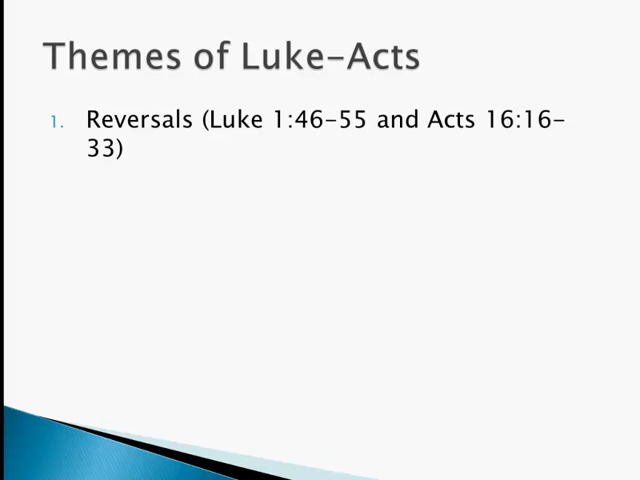 Themes of Luke-Acts
1. Reversals (Luke 1:46-55 and Acts 16:16-
33)